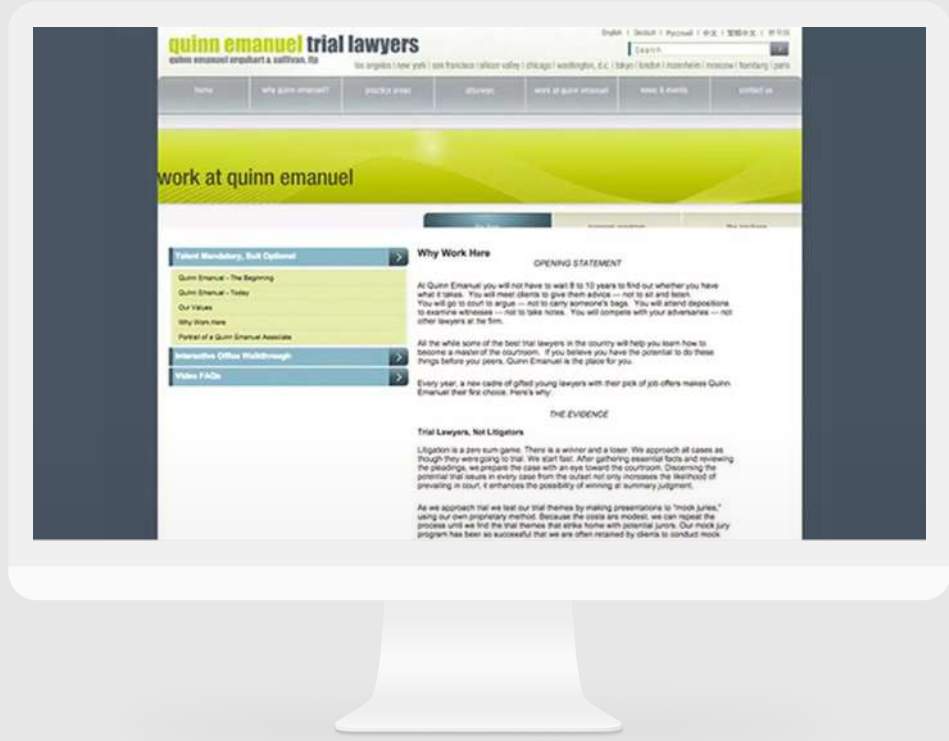 English | Deutsch | Русский | 中文 | 繁體中文 |
quinn emanuel trial lawyers
Search
quinn emanuel urquhart & sullivan, llp
los angeles | new york | san francisco | silicon valley | chicago | washington, d.c. | tokyo | london | mannheim | moscow | hamburg | paris
home why quinn emanuel? practice areas attorneys work at quinn emanuel news & events contact us
work at quinn emanuel
Talent Mandatory, Suit Optional
Quinn Emanuel - The Beginning
Quinn Emanuel - Today
Our Values
Why Work Here
Portrait of a Quinn Emanuel Associate
Interactive Office Walkthrough
Video FAQs
Why Work Here
OPENING STATEMENT
At Quinn Emanuel you will not have to wait 8 to 10 years to find out whether you have
what it takes. You will meet clients to give them advice — not to sit and listen.
You will go to court to argue — not to carry someone's bags. You will attend depositions
to examine witnesses — not to take notes. You will compete with your adversaries — not
other lawyers at the firm.
All the while some of the best trial lawyers in the country will help you learn how to
become a master of the courtroom. If you believe you have the potential to do these
things before your peers, Quinn Emanuel is the place for you.
Every year, a new cadre of gifted young lawyers with their pick of job offers makes Quinn
Emanuel their first choice. Here's why:
THE EVIDENCE
Trial Lawyers, Not Litigators
Litigation is a zero sum game. There is a winner and a loser. We approach all cases as
though they were going to trial. We start fast. After gathering essential facts and reviewing
the pleadings, we prepare the case with an eye toward the courtroom. Discerning the
potential trial issues in every case from the outset not only increases the likelihood of
prevailing in court, it enhances the possibility of winning at summary judgment.
As we approach trial we test our trial themes by making presentations to "mock juries,"
using our own proprietary method. Because the costs are modest, we can repeat the
process until we find the trial themes that strike home with potential jurors. Our mock jury
program has been so successful that we are often retained by clients to conduct mock